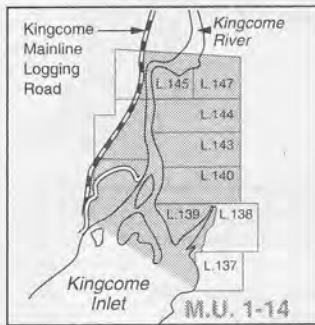 Kingcome
Mainline
Logging
Road
Kingcome
River
L.145
L.147
L.144
L.143
L.140
L.139
L.138
L.137
Kingcome
Inlet
M.U. 1-14